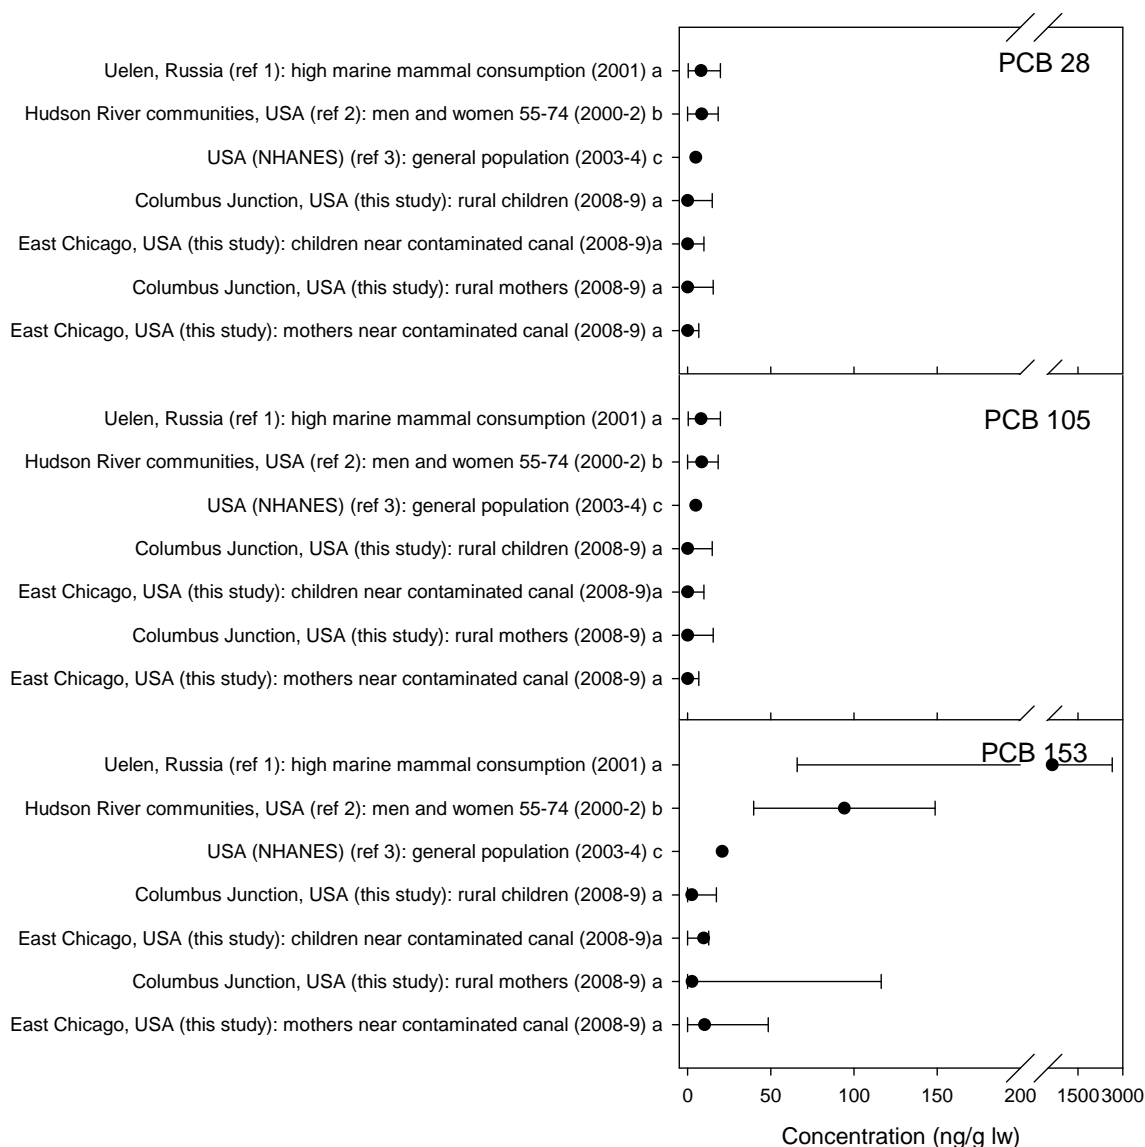 PCB 28
Uelen, Russia (ref 1): high marine mammal consumption (2001) a
Hudson River communities, USA (ref 2): men and women 55-74 (2000-2) b
USA (NHANES) (ref 3): general population (2003-4) c
Columbus Junction, USA (this study): rural children (2008-9) a
East Chicago, USA (this study): children near contaminated canal (2008-9)a
Columbus Junction, USA (this study): rural mothers (2008-9) a
East Chicago, USA (this study): mothers near contaminated canal (2008-9) a
PCB 105
Uelen, Russia (ref 1): high marine mammal consumption (2001) a
Hudson River communities, USA (ref 2): men and women 55-74 (2000-2) b
USA (NHANES) (ref 3): general population (2003-4) c
Columbus Junction, USA (this study): rural children (2008-9) a
East Chicago, USA (this study): children near contaminated canal (2008-9)a
Columbus Junction, USA (this study): rural mothers (2008-9) a
East Chicago, USA (this study): mothers near contaminated canal (2008-9) a
PCB 153
Uelen, Russia (ref 1): high marine mammal consumption (2001) a
Hudson River communities, USA (ref 2): men and women 55-74 (2000-2) b
USA (NHANES) (ref 3): general population (2003-4) c
Columbus Junction, USA (this study): rural children (2008-9) a
East Chicago, USA (this study): children near contaminated canal (2008-9)a
Columbus Junction, USA (this study): rural mothers (2008-9) a
East Chicago, USA (this study): mothers near contaminated canal (2008-9) a
0 50 100 150 200 1500 3000
Concentration (ng/g lw)